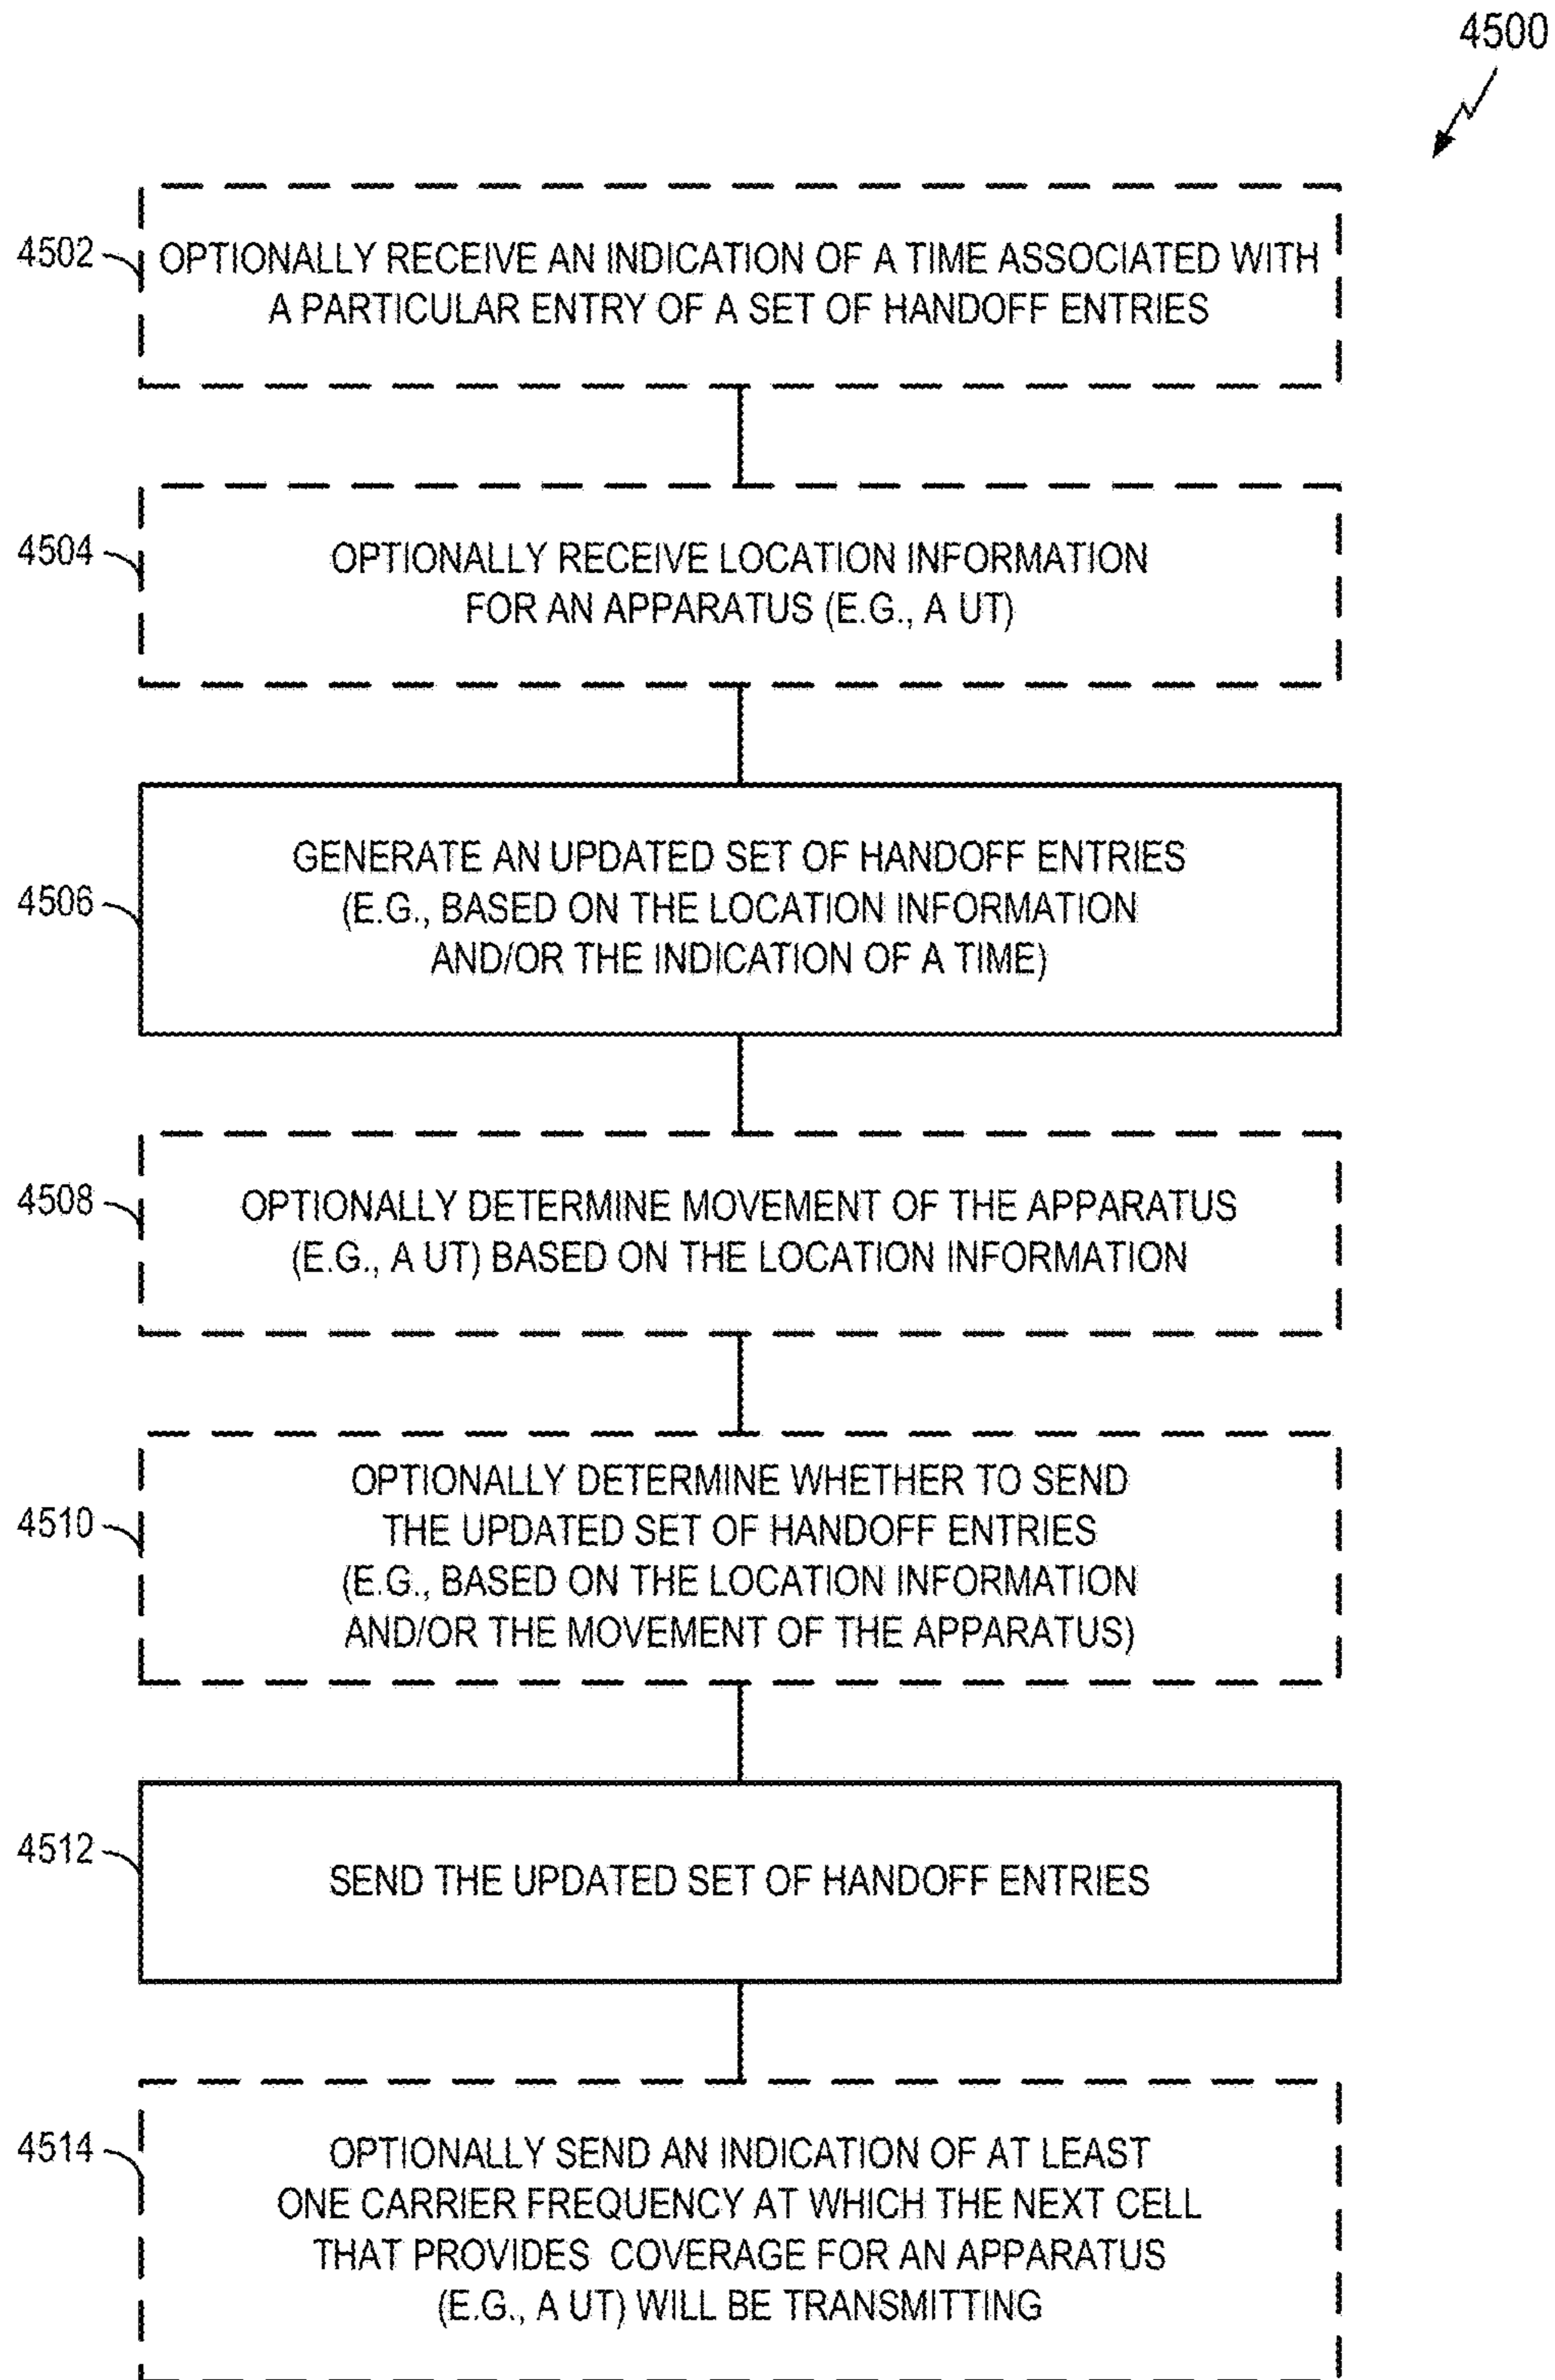 4500
4502
OPTIONALLY RECEIVE AN INDICATION OF A TIME ASSOCIATED WITH
A PARTICULAR ENTRY OF A SET OF HANDOFF ENTRIES
4504
OPTIONALLY RECEIVE LOCATION INFORMATION
FOR AN APPARATUS (E.G., A UT)
4506
GENERATE AN UPDATED SET OF HANDOFF ENTRIES
(E.G., BASED ON THE LOCATION INFORMATION
AND/OR THE INDICATION OF A TIME)
4508
OPTIONALLY DETERMINE MOVEMENT OF THE APPARATUS
(E.G., A UT) BASED ON THE LOCATION INFORMATION
4510
OPTIONALLY DETERMINE WHETHER TO SEND
THE UPDATED SET OF HANDOFF ENTRIES
(E.G., BASED ON THE LOCATION INFORMATION
AND/OR THE MOVEMENT OF THE APPARATUS)
4512
SEND THE UPDATED SET OF HANDOFF ENTRIES
4514
OPTIONALLY SEND AN INDICATION OF AT LEAST
ONE CARRIER FREQUENCY AT WHICH THE NEXT CELL
THAT PROVIDES COVERAGE FOR AN APPARATUS
(E.G., A UT) WILL BE TRANSMITTING